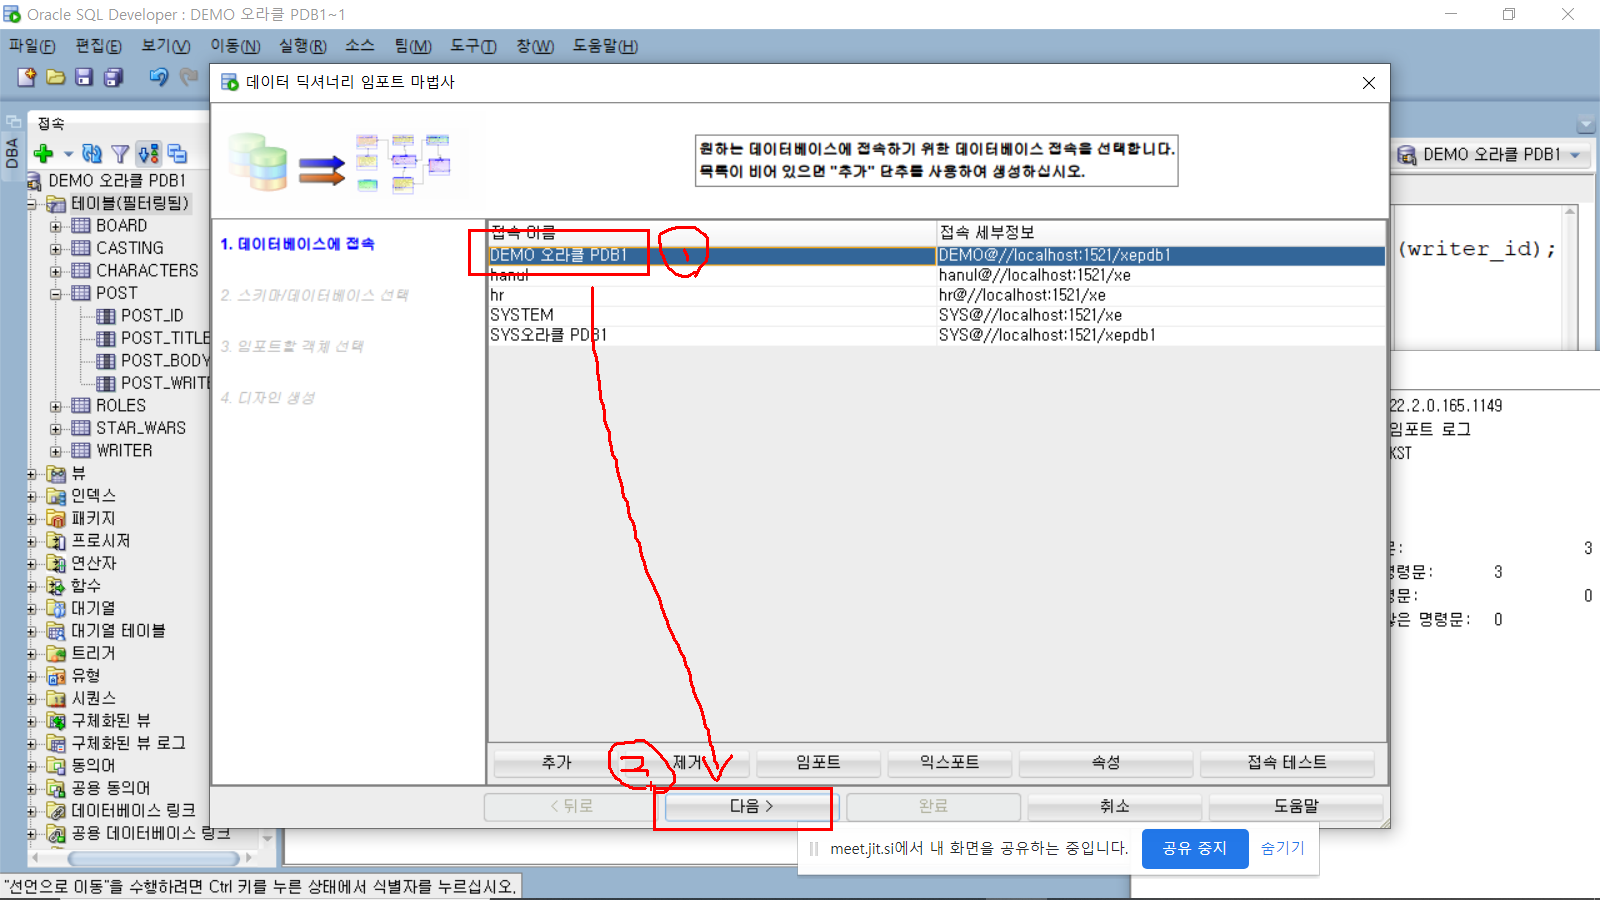 Oracle SQL Developer : DEMO 오라클 PDB1~1
파일(F) 편집(E) 보기(V) 이동(N) 실행(R) 소스 팀(M) 도구(T) 창(W) 도움말(H)
데이터 딕셔너리 임포트 마법사
접속
DBA
DEMO 오라클 PDB1
테이블(필터링됨)
BOARD
CASTING
CHARACTERS
POST
POST_ID
POST_TITLE
POST_BODY
POST_WRITE
ROLES
STAR_WARS
WRITER
뷰
인덱스
패키지
프로시저
연산자
함수
대기열
대기열 테이블
트리거
유형
시퀀스
구체화된 뷰
구체화된 뷰 로그
동의어
공용 동의어
데이터베이스 링크
공용 데이터베이스 링크
원하는 데이터베이스에 접속하기 위한 데이터베이스 접속을 선택합니다.
목록이 비어 있으면 "추가" 단추를 사용하여 생성하십시오.
1. 데이터베이스에 접속
2. 스키마/데이터베이스 선택
3. 임포트할 객체 선택
4. 디자인 생성
접속 이름 접속 세부정보
DEMO 오라클 PDB1 DEMO@//localhost:1521/xepdb1
hanul hanul@//localhost:1521/xe
hr hr@//localhost:1521/xe
SYSTEM SYS@//localhost:1521/xe
SYS오라클 PDB1 SYS@//localhost:1521/xepdb1
추가 제거 임포트 익스포트 속성 접속 테스트
< 뒤로 다음 > 완료 취소 도움말
DEMO 오라클 PDB1
(writer_id);
22.2.0.165.1149
임포트 로그
KST
: 3
명령문: 3
명문: 0
않은 명령문: 0
meet.jit.si에서 내 화면을 공유하는 중입니다. 공유 중지 숨기기
"선언으로 이동"을 수행하려면 Ctrl 키를 누른 상태에서 식별자를 누르십시오.